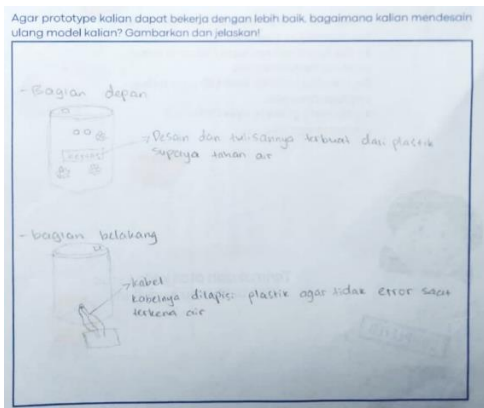 Agar prototype kalian dapat bekerja dengan lebih baik, bagaimana kalian mendesain
ulang model kalian? Gambarkan dan jelaskan!
- Bagian depan
Desain dan tulisannya terbuat dari plastik
supaya tahan air
- bagian belakang
kabel
kabelnya dilapisi plastik agar tidak error saat
terkena air